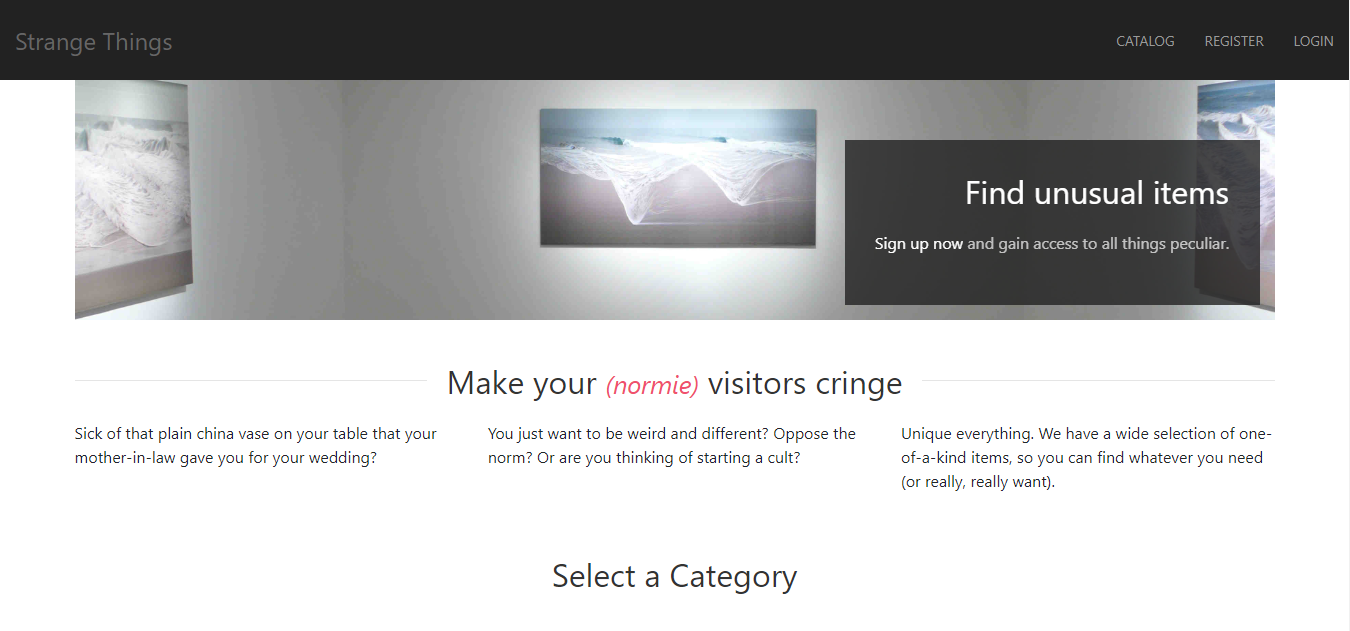 Strange Things
CATALOG REGISTER LOGIN
Find unusual items
Sign up now and gain access to all things peculiar.
Make your (normie) visitors cringe
Sick of that plain china vase on your table that your
mother-in-law gave you for your wedding?
You just want to be weird and different? Oppose the
norm? Or are you thinking of starting a cult?
Unique everything. We have a wide selection of one-
of-a-kind items, so you can find whatever you need
(or really, really want).
Select a Category